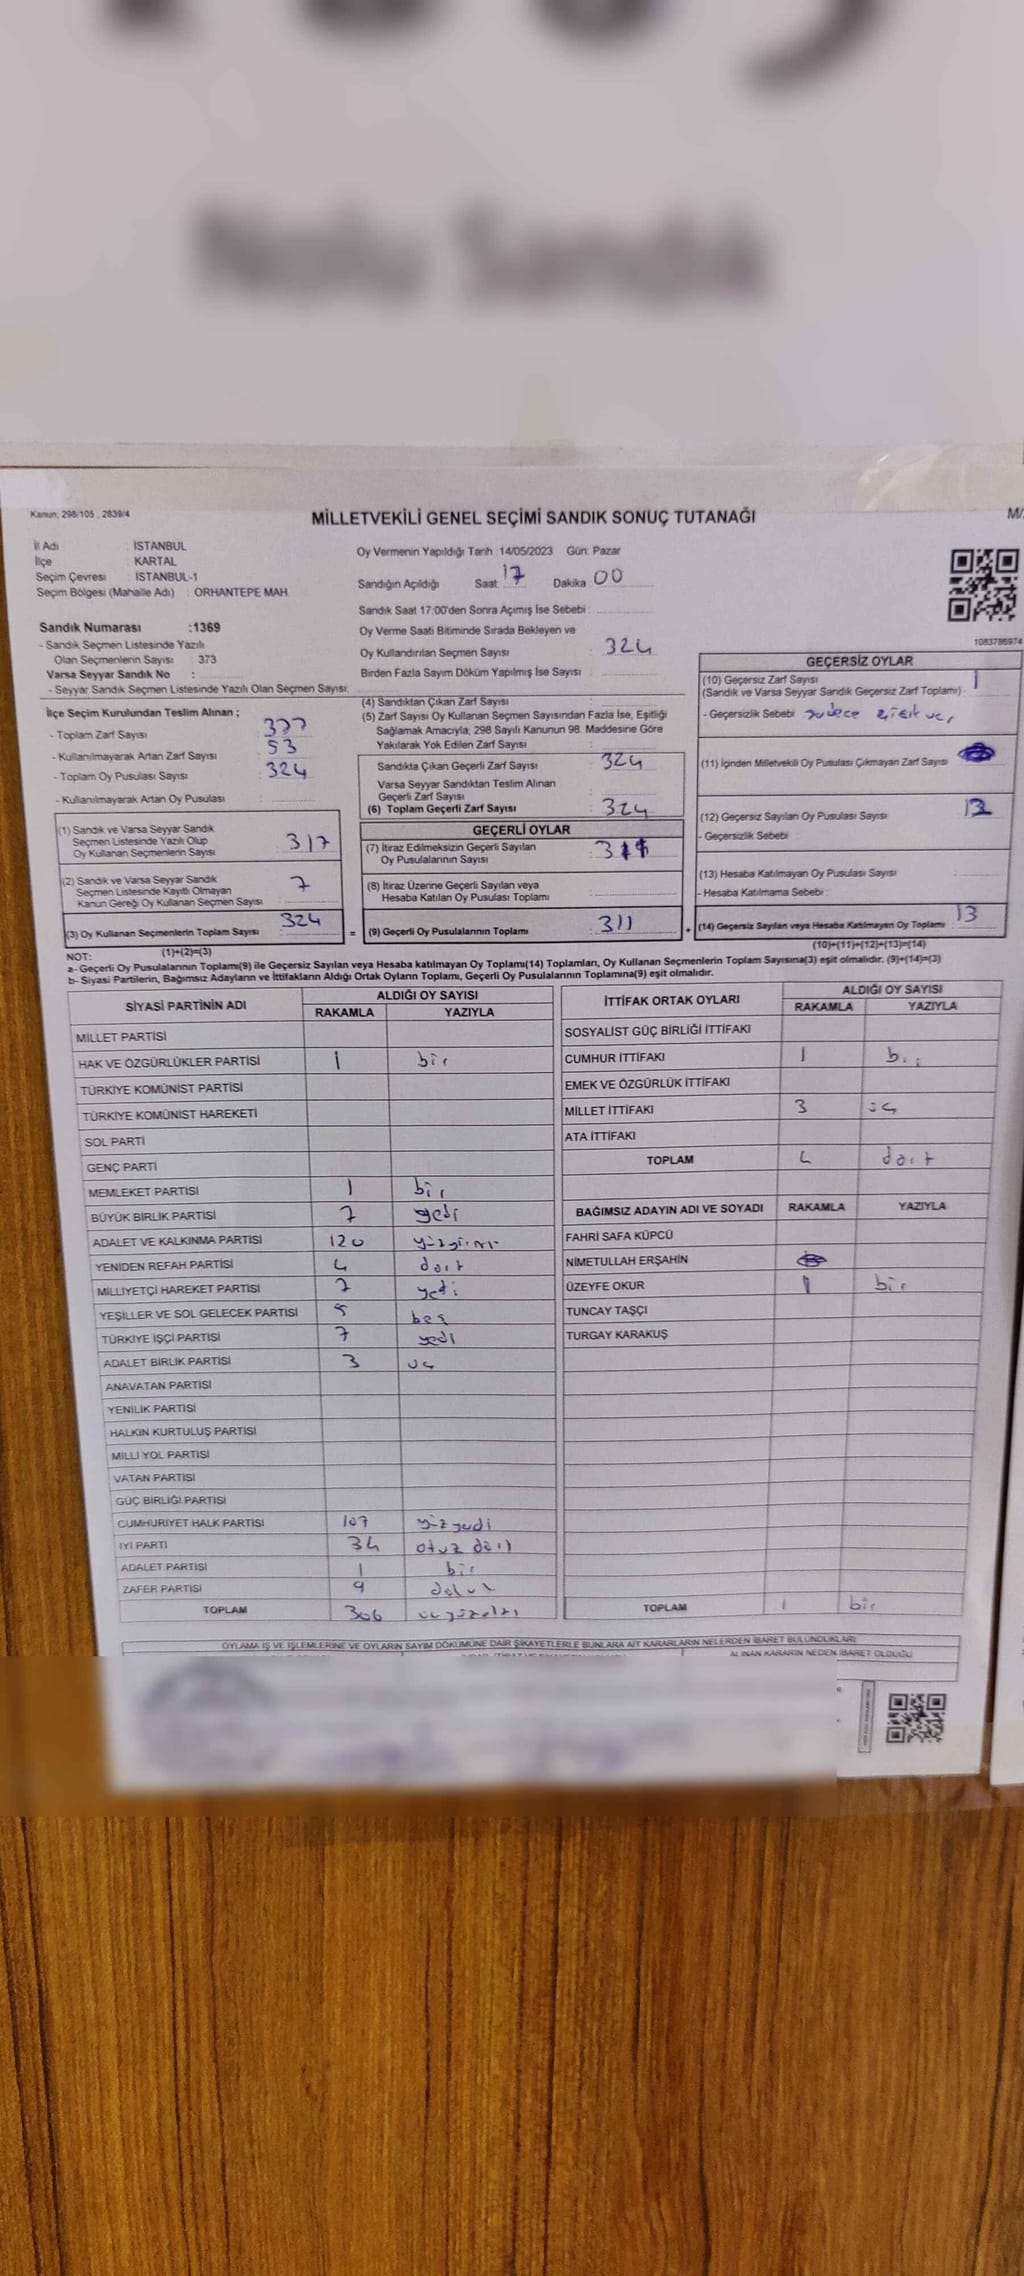 Nolu Sandık
Kanun: 298/105 , 2839/4
MİLLETVEKİLİ GENEL SEÇİMİ SANDIK SONUÇ TUTANAĞI
M/
İl Adı : İSTANBUL
İlçe : KARTAL
Seçim Çevresi : İSTANBUL-1
Seçim Bölgesi (Mahalle Adı) : ORHANTEPE MAH.
Sandık Numarası :1369
- Sandık Seçmen Listesinde Yazılı
Olan Seçmenlerin Sayısı : 373
Varsa Seyyar Sandık No :
- Seyyar Sandık Seçmen Listesinde Yazılı Olan Seçmen Sayısı:
Oy Vermenin Yapıldığı Tarih :14/05/2023 Gün: Pazar
Sandığın Açıldığı Saat: 17 Dakika 00
Sandık Saat 17:00'den Sonra Açımış İse Sebebi :
Oy Verme Saati Bitiminde Sırada Bekleyen ve
Oy Kullandırılan Seçmen Sayısı : 324
Birden Fazla Sayım Döküm Yapılmış İse Sayısı :
1083786974
İlçe Seçim Kurulundan Teslim Alınan ;
- Toplam Zarf Sayısı : 377
- Kullanılmayarak Artan Zarf Sayısı : 53
- Toplam Oy Pusulası Sayısı : 324
- Kullanılmayarak Artan Oy Pusulası :
(1) Sandık ve Varsa Seyyar Sandık
Seçmen Listesinde Yazılı Olup
Oy Kullanan Seçmenlerin Sayısı : 317
(2) Sandık ve Varsa Seyyar Sandık
Seçmen Listesinde Kayıtlı Olmayan
Kanun Gereği Oy Kullanan Seçmen Sayısı : 7
(3) Oy Kullanan Seçmenlerin Toplam Sayısı : 324
(1)+(2)=(3)
(4) Sandıktan Çıkan Zarf Sayısı :
(5) Zarf Sayısı Oy Kullanan Seçmen Sayısından Fazla İse, Eşitliği
Sağlamak Amacıyla; 298 Sayılı Kanunun 98. Maddesine Göre
Yakılarak Yok Edilen Zarf Sayısı :
Sandıkta Çıkan Geçerli Zarf Sayısı : 324
Varsa Seyyar Sandıktan Teslim Alınan
Geçerli Zarf Sayısı :
(6) Toplam Geçerli Zarf Sayısı : 324
GEÇERLİ OYLAR
(7) İtiraz Edilmeksizin Geçerli Sayılan
Oy Pusulalarının Sayısı :
(8) İtiraz Üzerine Geçerli Sayılan veya
Hesaba Katılan Oy Pusulası Toplamı :
= (9) Geçerli Oy Pusulalarının Toplamı : 311 +
GEÇERSİZ OYLAR
(10) Geçersiz Zarf Sayısı
(Sandık ve Varsa Seyyar Sandık Geçersiz Zarf Toplamı) : 1
- Geçersizlik Sebebi : sadece
(11) İçinden Milletvekili Oy Pusulası Çıkmayan Zarf Sayısı :
(12) Geçersiz Sayılan Oy Pusulası Sayısı : 12
- Geçersizlik Sebebi :
(13) Hesaba Katılmayan Oy Pusulası Sayısı :
- Hesaba Katılmama Sebebi :
(14) Geçersiz Sayılan veya Hesaba Katılmayan Oy Toplamı : 13
(10)+(11)+(12)+(13)=(14)
NOT:
a- Geçerli Oy Pusulalarının Toplamı(9) ile Geçersiz Sayılan veya Hesaba katılmayan Oy Toplamı(14) Toplamları, Oy Kullanan Seçmenlerin Toplam Sayısına(3) eşit olmalıdır. (9)+(14)=(3)
b- Siyasi Partilerin, Bağımsız Adayların ve İttifakların Aldığı Ortak Oyların Toplamı, Geçerli Oy Pusulalarının Toplamına(9) eşit olmalıdır.
SİYASİ PARTİNİN ADI ALDIĞI OY SAYISI
RAKAMLA YAZIYLA
MİLLET PARTİSİ
HAK VE ÖZGÜRLÜKLER PARTİSİ 1 bir
TÜRKİYE KOMÜNİST PARTİSİ
TÜRKİYE KOMÜNİST HAREKETİ
SOL PARTİ
GENÇ PARTİ
MEMLEKET PARTİSİ 1 bir
BÜYÜK BİRLİK PARTİSİ 7 yedi
ADALET VE KALKINMA PARTİSİ 120 yüzyirmi
YENİDEN REFAH PARTİSİ 4 dört
MİLLİYETÇİ HAREKET PARTİSİ 7 yedi
YEŞİLLER VE SOL GELECEK PARTİSİ 5 beş
TÜRKİYE İŞÇİ PARTİSİ 7 yedi
ADALET BİRLİK PARTİSİ 3 üç
ANAVATAN PARTİSİ
YENİLİK PARTİSİ
HALKIN KURTULUŞ PARTİSİ
MİLLİ YOL PARTİSİ
VATAN PARTİSİ
GÜÇ BİRLİĞİ PARTİSİ
CUMHURİYET HALK PARTİSİ 107 yüz yedi
İYİ PARTİ 34 otuz dört
ADALET PARTİSİ 1 bir
ZAFER PARTİSİ 9 dokuz
TOPLAM 306 üçyüzaltı
İTTİFAK ORTAK OYLARI ALDIĞI OY SAYISI
RAKAMLA YAZIYLA
SOSYALİST GÜÇ BİRLİĞİ İTTİFAKI
CUMHUR İTTİFAKI 1 bir
EMEK VE ÖZGÜRLÜK İTTİFAKI
MİLLET İTTİFAKI 3 üç
ATA İTTİFAKI
TOPLAM 4 dört
BAĞIMSIZ ADAYIN ADI VE SOYADI RAKAMLA YAZIYLA
FAHRİ SAFA KÜPCÜ
NİMETULLAH ERŞAHİN
ÜZEYFE OKUR 1 bir
TUNCAY TAŞÇI
TURGAY KARAKUŞ
TOPLAM 1 bir
OYLAMA İŞ VE İŞLEMLERİNE VE OYLARIN SAYIM DÖKÜMÜNE DAİR ŞİKAYETLERLE BUNLARA AİT KARARLARIN NELERDEN İBARET BULUNDUKLARI
ALINAN KARARIN NEDEN İBARET OLDUĞU